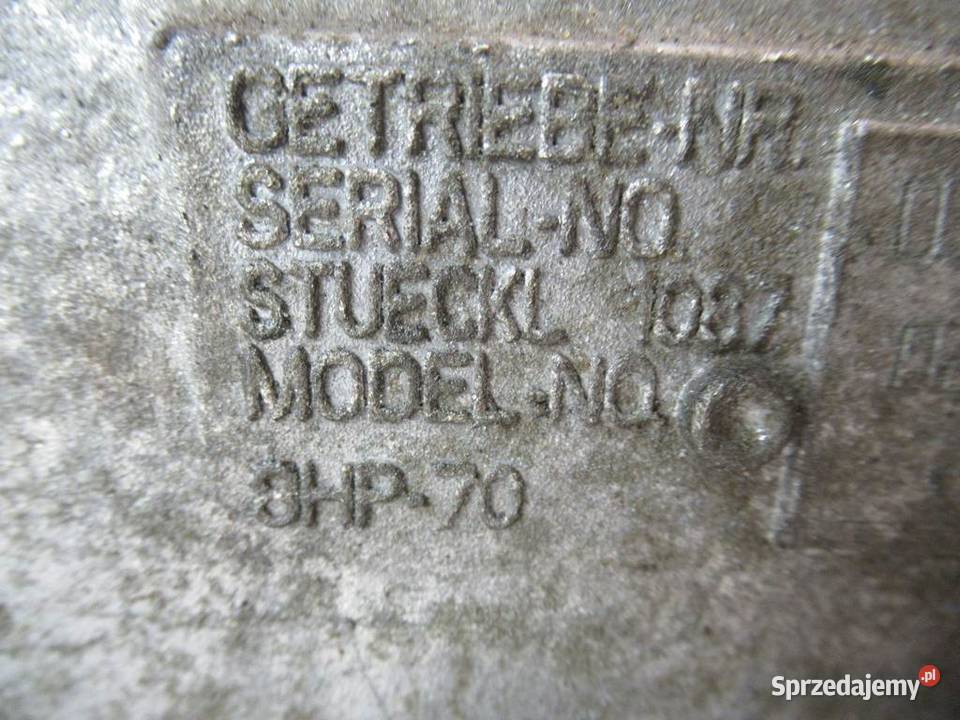 GETRIEBE-NR.
SERIAL-NO.
STUECKL 1087
MODEL-NO.
8HP-70
Sprzedajemy.pl